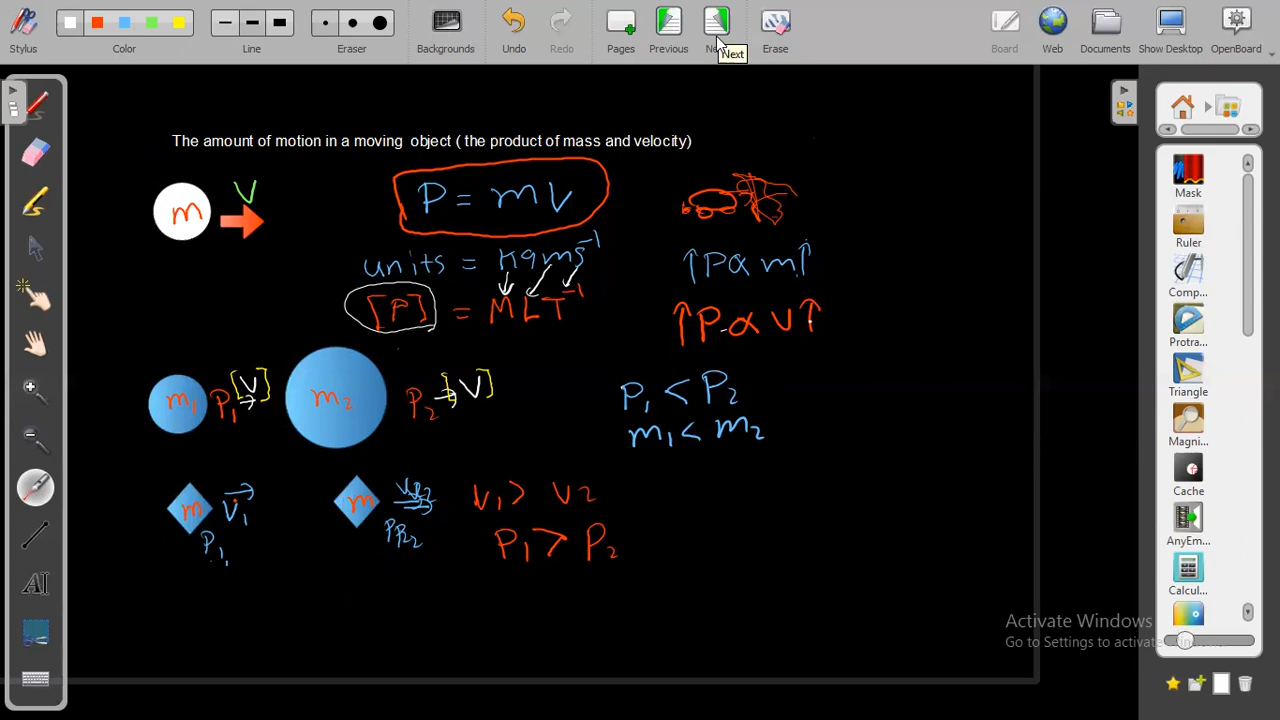 Stylus Color Line Eraser Backgrounds Undo Redo Pages Previous Erase Board Web Documents Show Desktop OpenBoard
Next
The amount of motion in a moving object ( the product of mass and velocity)
m V
P = mV
units = Kgms⁻¹
[P] = MLT⁻¹
↑P∝ m↑
↑P∝ V↑
m₁ P₁ [V→] m₂ P₂ [→V]
P₁ < P₂
m₁ < m₂
m V₁ m
P₁
V₁ > V₂
P₁ > P₂
Mask
Ruler
Comp...
Protra...
Triangle
Magni...
Cache
AnyEm...
Calcul...
Activate Windows
Go to Settings to activate Windows.